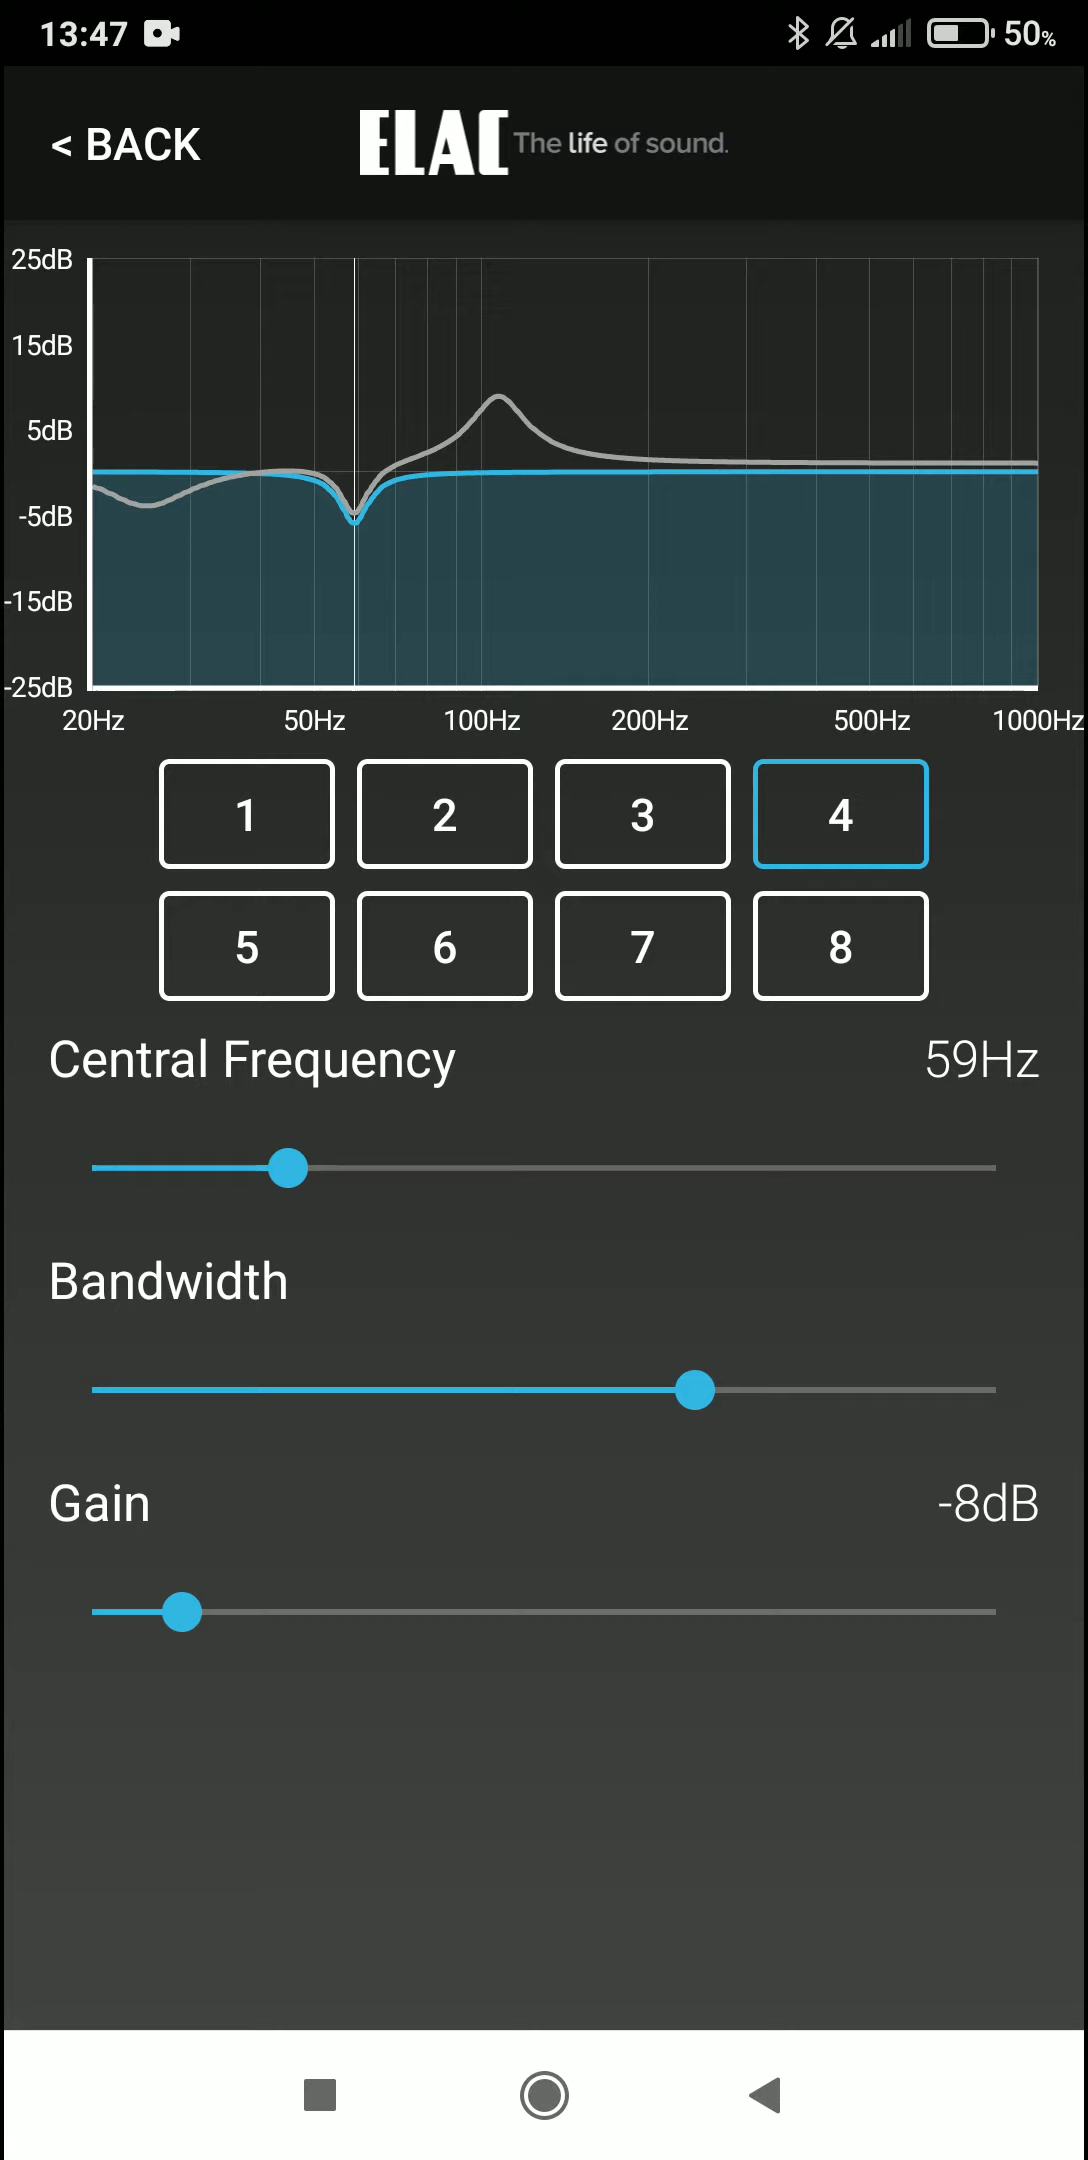 13:47 50%
< BACK ELAC The life of sound.
25dB
15dB
5dB
-5dB
-15dB
-25dB
20Hz 50Hz 100Hz 200Hz 500Hz 1000Hz
1 2 3 4
5 6 7 8
Central Frequency 59Hz
Bandwidth
Gain -8dB